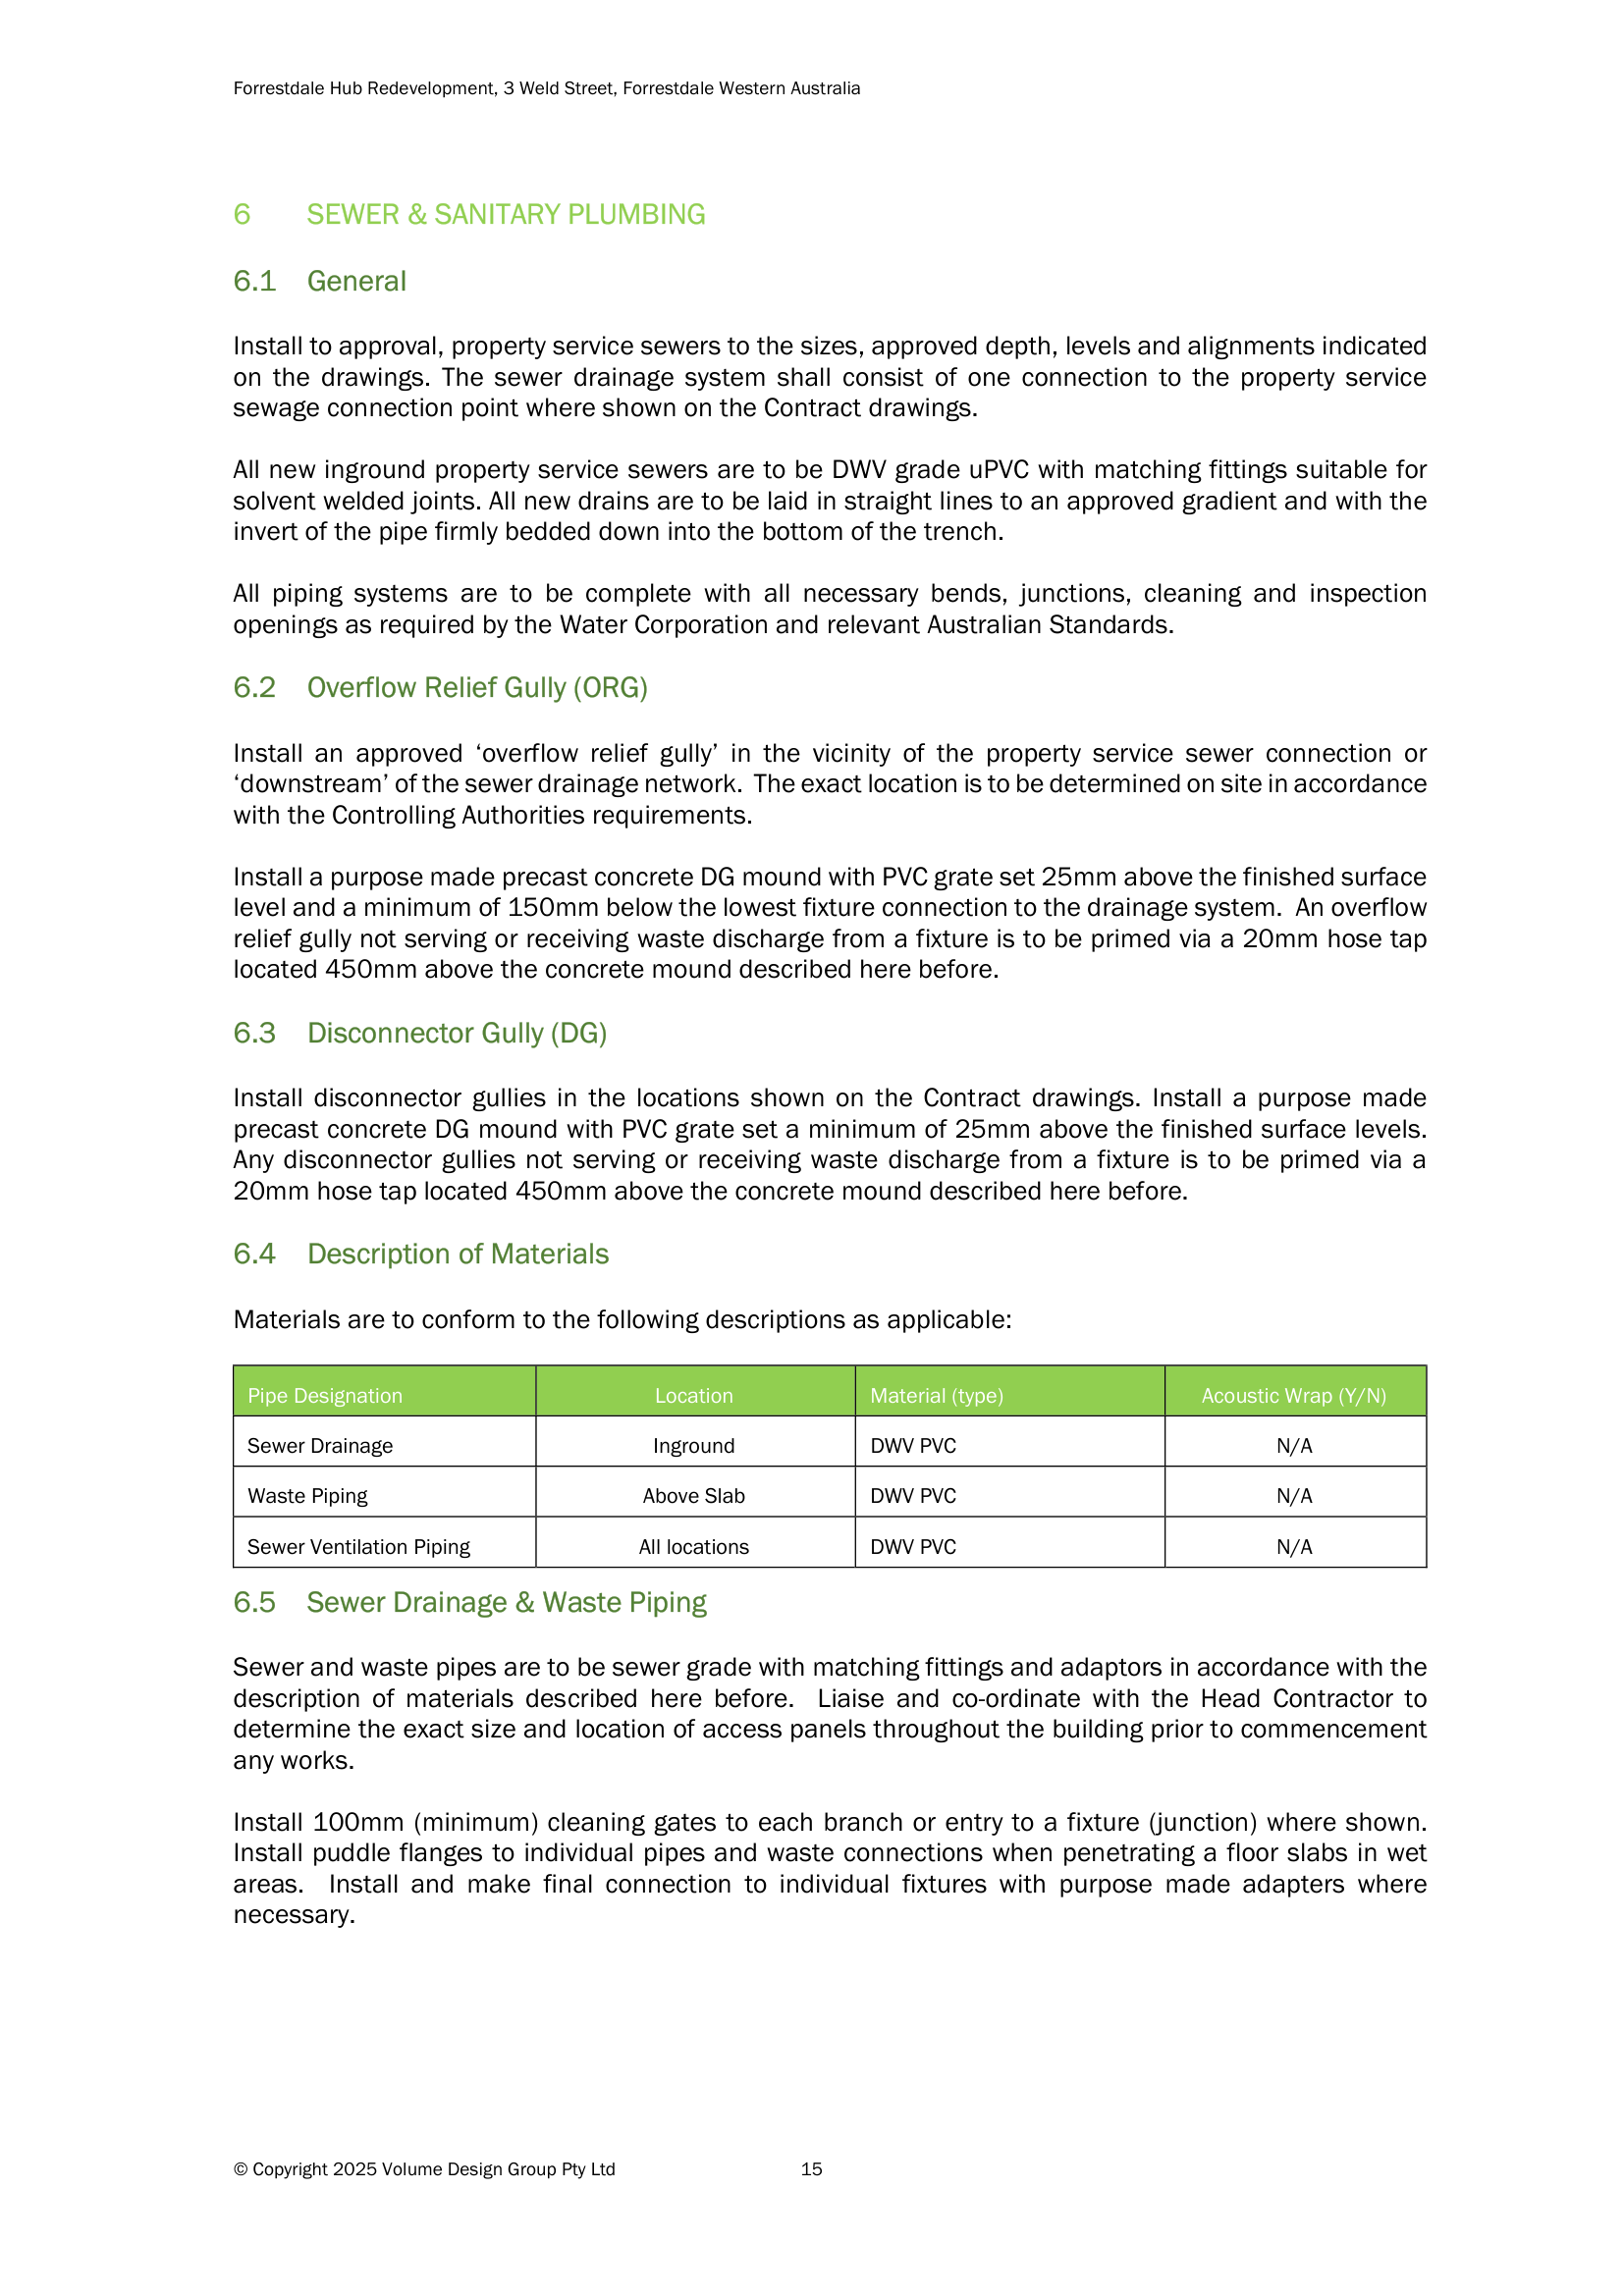 Forrestdale Hub Redevelopment, 3 Weld Street, Forrestdale Western Australia
6 SEWER & SANITARY PLUMBING
6.1 General
Install to approval, property service sewers to the sizes, approved depth, levels and alignments indicated
on the drawings. The sewer drainage system shall consist of one connection to the property service
sewage connection point where shown on the Contract drawings.
All new inground property service sewers are to be DWV grade uPVC with matching fittings suitable for
solvent welded joints. All new drains are to be laid in straight lines to an approved gradient and with the
invert of the pipe firmly bedded down into the bottom of the trench.
All piping systems are to be complete with all necessary bends, junctions, cleaning and inspection
openings as required by the Water Corporation and relevant Australian Standards.
6.2 Overflow Relief Gully (ORG)
Install an approved ‘overflow relief gully’ in the vicinity of the property service sewer connection or
‘downstream’ of the sewer drainage network. The exact location is to be determined on site in accordance
with the Controlling Authorities requirements.
Install a purpose made precast concrete DG mound with PVC grate set 25mm above the finished surface
level and a minimum of 150mm below the lowest fixture connection to the drainage system. An overflow
relief gully not serving or receiving waste discharge from a fixture is to be primed via a 20mm hose tap
located 450mm above the concrete mound described here before.
6.3 Disconnector Gully (DG)
Install disconnector gullies in the locations shown on the Contract drawings. Install a purpose made
precast concrete DG mound with PVC grate set a minimum of 25mm above the finished surface levels.
Any disconnector gullies not serving or receiving waste discharge from a fixture is to be primed via a
20mm hose tap located 450mm above the concrete mound described here before.
6.4 Description of Materials
Materials are to conform to the following descriptions as applicable:
Pipe Designation Location Material (type) Acoustic Wrap (Y/N)
Sewer Drainage Inground DWV PVC N/A
Waste Piping Above Slab DWV PVC N/A
Sewer Ventilation Piping All locations DWV PVC N/A
6.5 Sewer Drainage & Waste Piping
Sewer and waste pipes are to be sewer grade with matching fittings and adaptors in accordance with the
description of materials described here before. Liaise and co-ordinate with the Head Contractor to
determine the exact size and location of access panels throughout the building prior to commencement
any works.
Install 100mm (minimum) cleaning gates to each branch or entry to a fixture (junction) where shown.
Install puddle flanges to individual pipes and waste connections when penetrating a floor slabs in wet
areas. Install and make final connection to individual fixtures with purpose made adapters where
necessary.
© Copyright 2025 Volume Design Group Pty Ltd 15